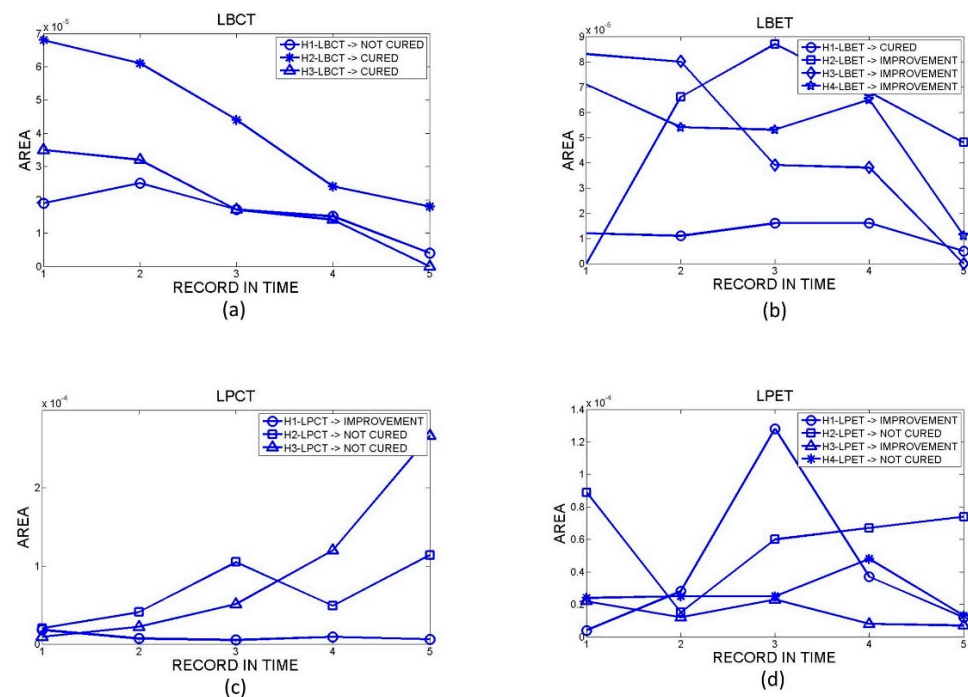 LBCT
x 10⁻⁵
7
6
5
4
3
2
1
0
AREA
H1-LBCT -> NOT CURED
H2-LBCT -> CURED
H3-LBCT -> CURED
1 2 3 4 5
RECORD IN TIME
(a)
LBET
x 10⁻⁵
9
8
7
6
5
4
3
2
1
0
AREA
H1-LBET -> CURED
H2-LBET -> IMPROVEMENT
H3-LBET -> IMPROVEMENT
H4-LBET -> IMPROVEMENT
1 2 3 4 5
RECORD IN TIME
(b)
LPCT
x 10⁻⁴
2
1
0
AREA
H1-LPCT -> IMPROVEMENT
H2-LPCT -> NOT CURED
H3-LPCT -> NOT CURED
1 2 3 4 5
RECORD IN TIME
(c)
LPET
x 10⁻⁴
1.4
1.2
1
0.8
0.6
0.4
0.2
0
AREA
H1-LPET -> IMPROVEMENT
H2-LPET -> NOT CURED
H3-LPET -> IMPROVEMENT
H4-LPET -> NOT CURED
1 2 3 4 5
RECORD IN TIME
(d)